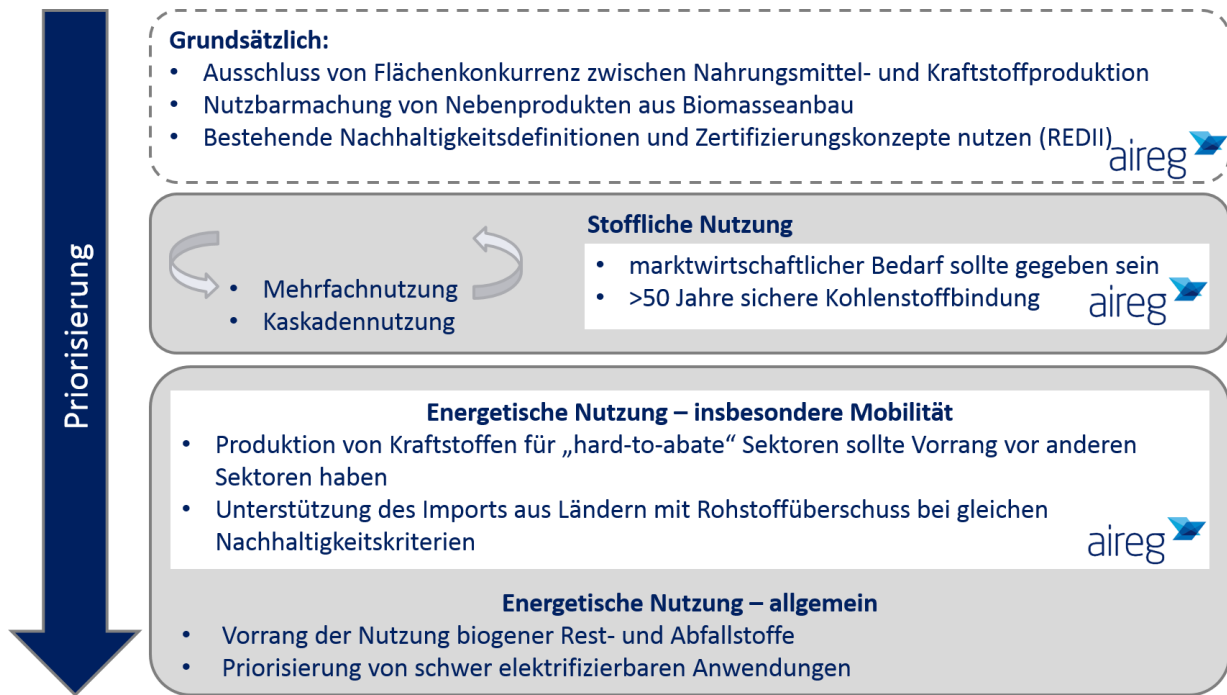 Priorisierung
Grundsätzlich:
• Ausschluss von Flächenkonkurrenz zwischen Nahrungsmittel- und Kraftstoffproduktion
• Nutzbarmachung von Nebenprodukten aus Biomasseanbau
• Bestehende Nachhaltigkeitsdefinitionen und Zertifizierungskonzepte nutzen (REDII)
aireg
• Mehrfachnutzung
• Kaskadennutzung
Stoffliche Nutzung
• marktwirtschaftlicher Bedarf sollte gegeben sein
• >50 Jahre sichere Kohlenstoffbindung
aireg
Energetische Nutzung – insbesondere Mobilität
• Produktion von Kraftstoffen für „hard-to-abate“ Sektoren sollte Vorrang vor anderen
Sektoren haben
• Unterstützung des Imports aus Ländern mit Rohstoffüberschuss bei gleichen
Nachhaltigkeitskriterien
aireg
Energetische Nutzung – allgemein
• Vorrang der Nutzung biogener Rest- und Abfallstoffe
• Priorisierung von schwer elektrifizierbaren Anwendungen